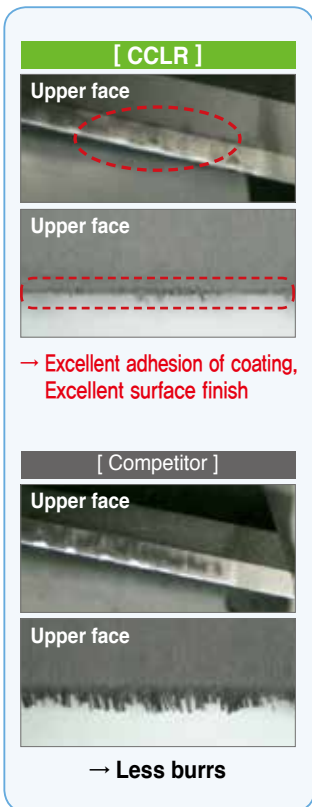 [ CCLR ]
Upper face
Upper face
→ Excellent adhesion of coating,
Excellent surface finish
[ Competitor ]
Upper face
Upper face
→ Less burrs